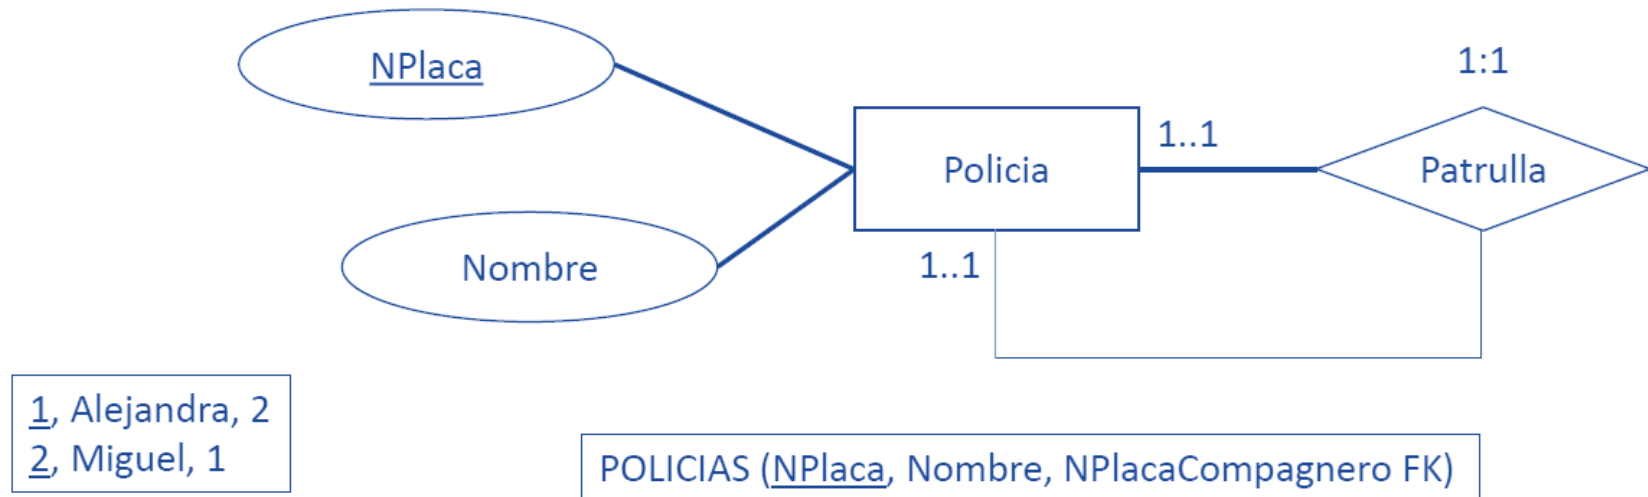 NPlaca
1:1
1..1
Policia
Patrulla
Nombre
1..1
1, Alejandra, 2
2, Miguel, 1
POLICIAS (NPlaca, Nombre, NPlacaCompagnero FK)